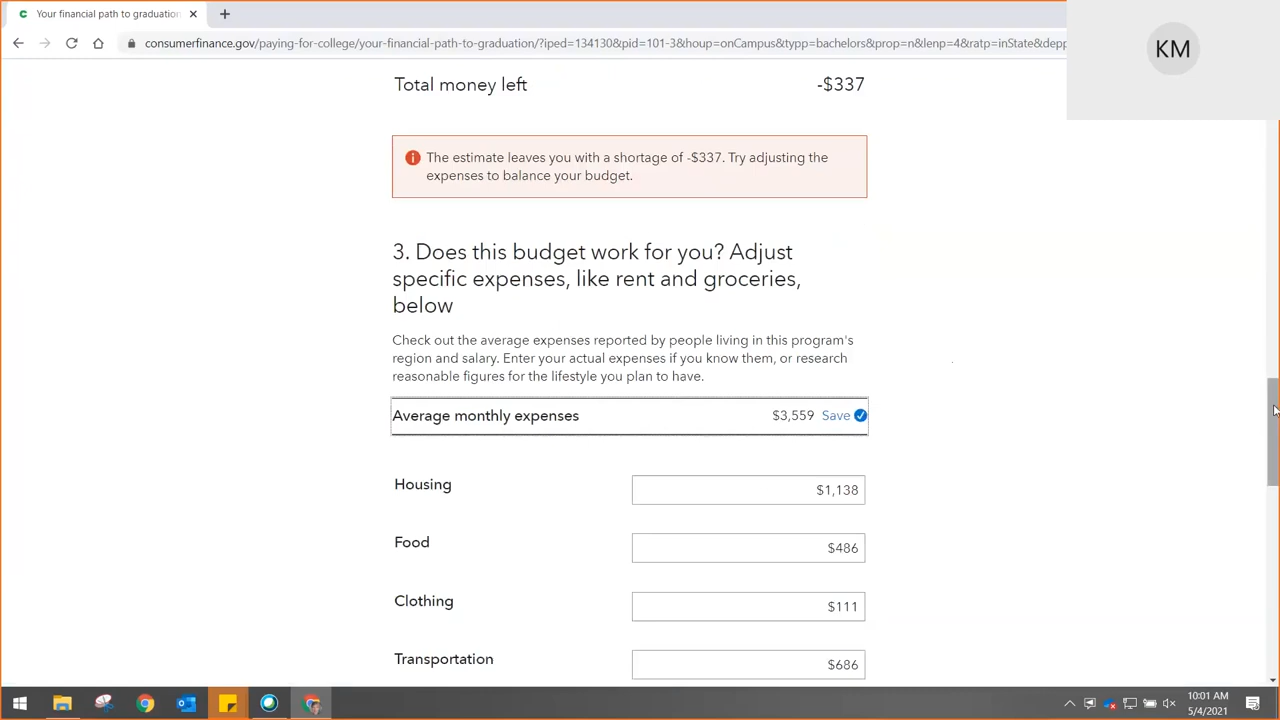 Your financial path to graduation
consumerfinance.gov/paying-for-college/your-financial-path-to-graduation/?iped=134130&pid=101-3&houp=onCampus&typp=bachelors&prop=n&lenp=4&ratp=inState&depp
KM
Total money left -$337
The estimate leaves you with a shortage of -$337. Try adjusting the
expenses to balance your budget.
3. Does this budget work for you? Adjust
specific expenses, like rent and groceries,
below
Check out the average expenses reported by people living in this program's
region and salary. Enter your actual expenses if you know them, or research
reasonable figures for the lifestyle you plan to have.
Average monthly expenses $3,559 Save
Housing $1,138
Food $486
Clothing $111
Transportation $686
10:01 AM
5/4/2021